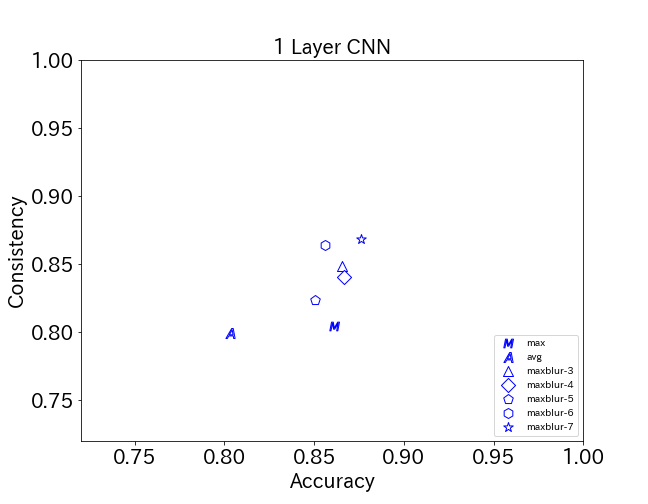 1 Layer CNN
1.00
0.95
0.90
0.85
0.80
0.75
Consistency
A
M
M max
A avg
maxblur-3
maxblur-4
maxblur-5
maxblur-6
maxblur-7
0.75 0.80 0.85 0.90 0.95 1.00
Accuracy